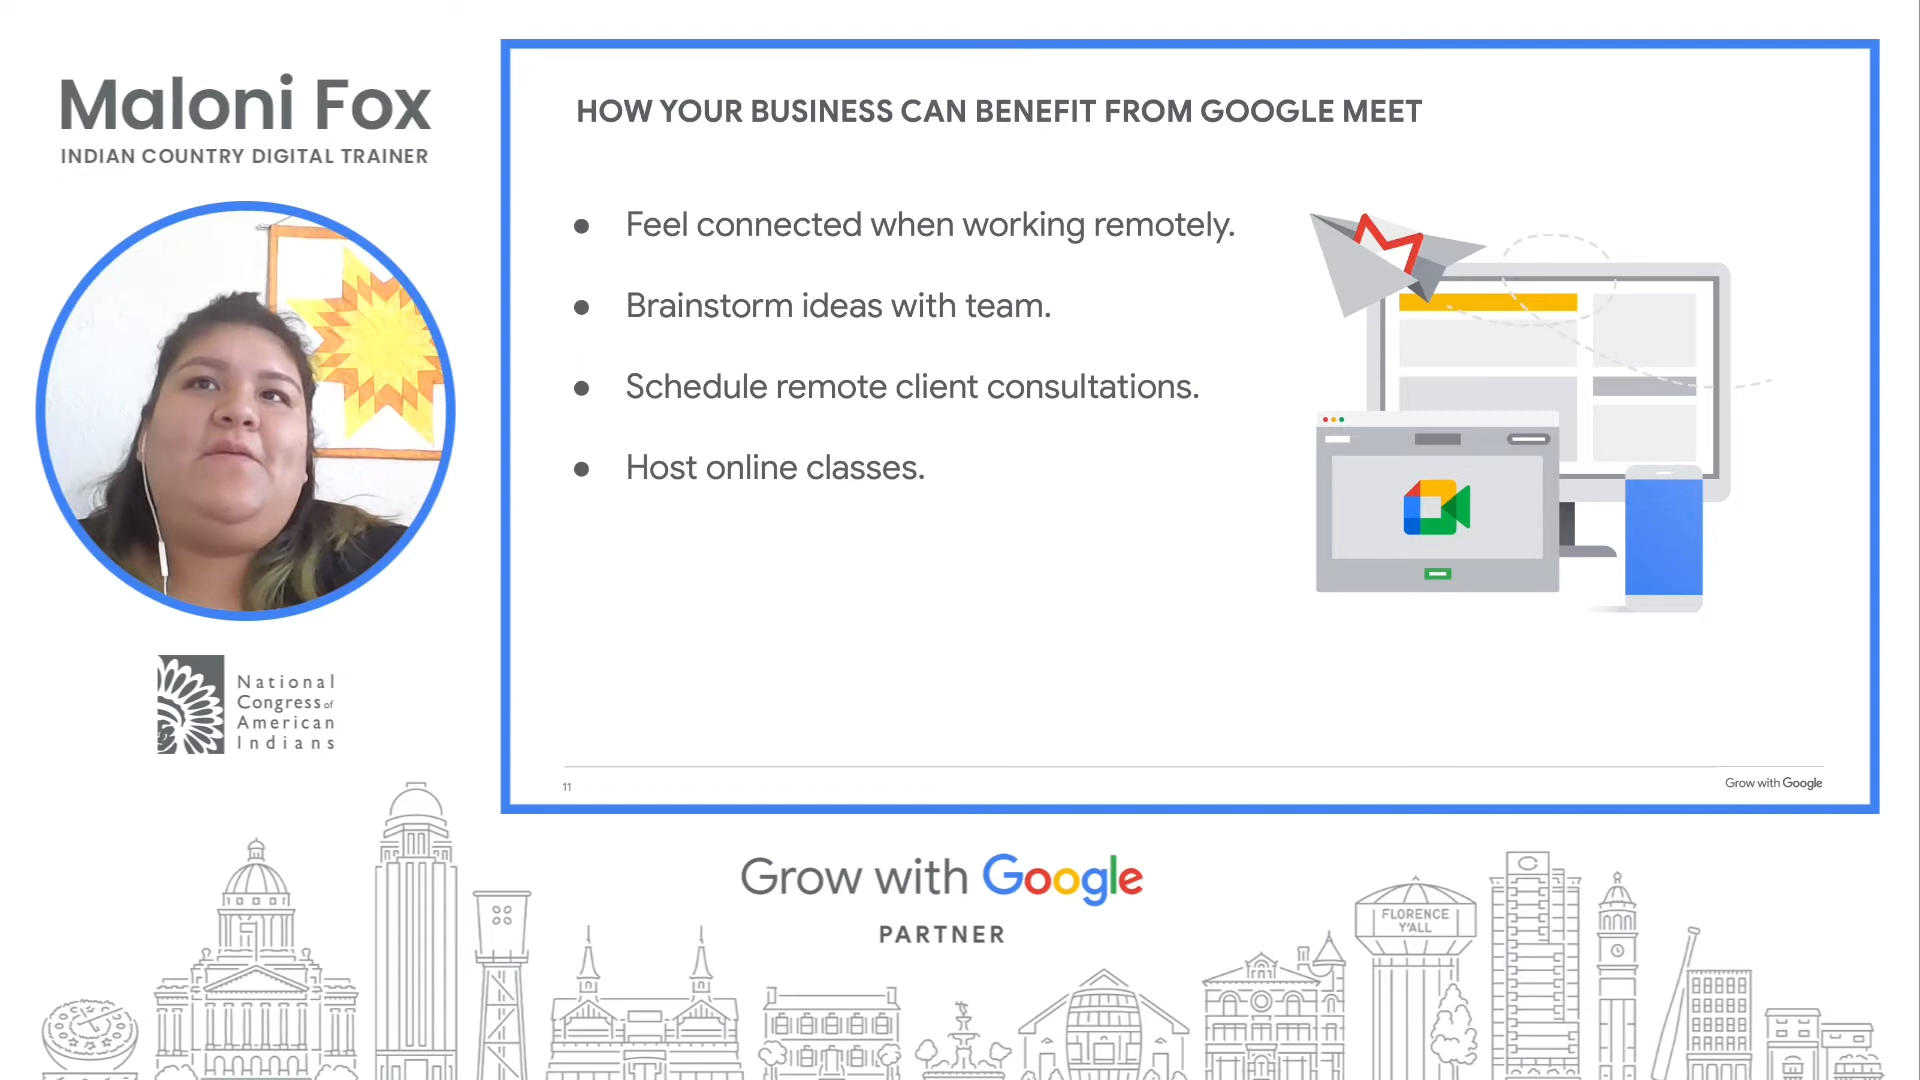 Maloni Fox
INDIAN COUNTRY DIGITAL TRAINER
National
Congress of
American
Indians
HOW YOUR BUSINESS CAN BENEFIT FROM GOOGLE MEET
● Feel connected when working remotely.
● Brainstorm ideas with team.
● Schedule remote client consultations.
● Host online classes.
11
Grow with Google
Grow with Google
PARTNER
FLORENCE
Y'ALL
C